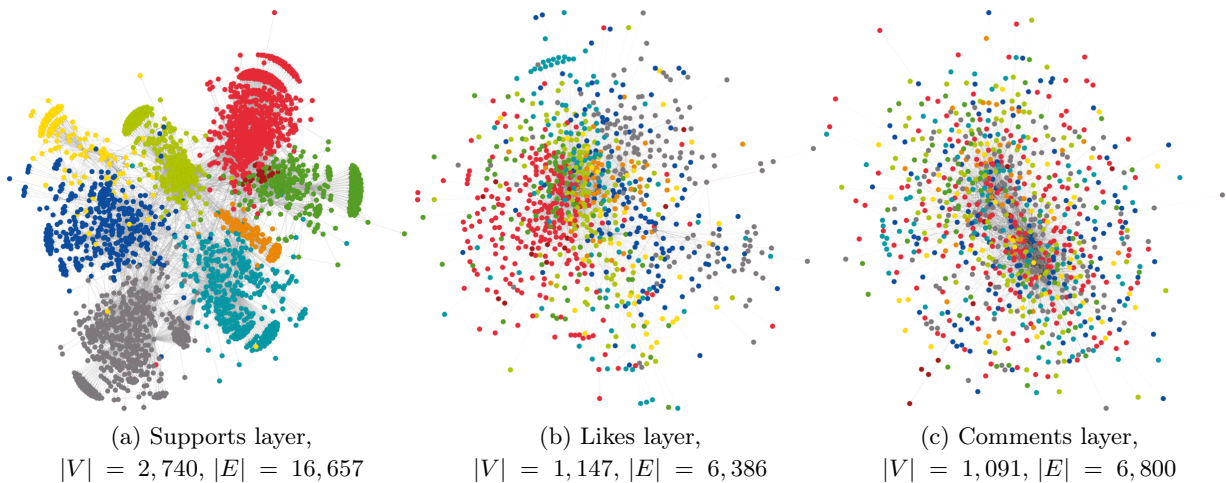 (a) Supports layer,
|V| = 2,740, |E| = 16,657
(b) Likes layer,
|V| = 1,147, |E| = 6,386
(c) Comments layer,
|V| = 1,091, |E| = 6,800